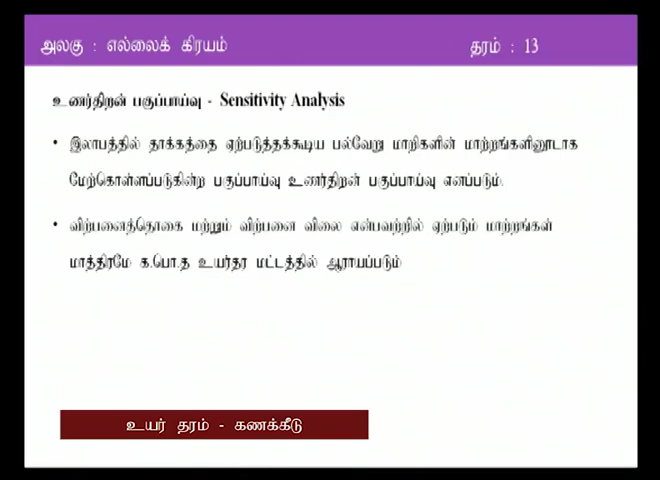 அலகு : எல்லைக் கிரயம்
தரம் : 13
உணர்திறன் பகுப்பாய்வு - Sensitivity Analysis
• இலாபத்தில் தாக்கத்தை ஏற்படுத்தக்கூடிய பல்வேறு மாறிகளின் மாற்றங்களினூடாக
மேற்கொள்ளப்படுகின்ற பகுப்பாய்வு உணர்திறன் பகுப்பாய்வு எனப்படும்.
• விற்பனைத்தொகை மற்றும் விற்பனை விலை என்பவற்றில் ஏற்படும் மாற்றங்கள்
மாத்திரமே க.பொ.த உயர்தர மட்டத்தில் ஆராயப்படும்
உயர் தரம் - கணக்கீடு